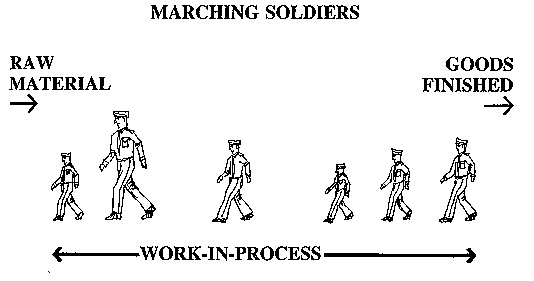 MARCHING SOLDIERS
RAW
MATERIAL
GOODS
FINISHED
WORK-IN-PROCESS